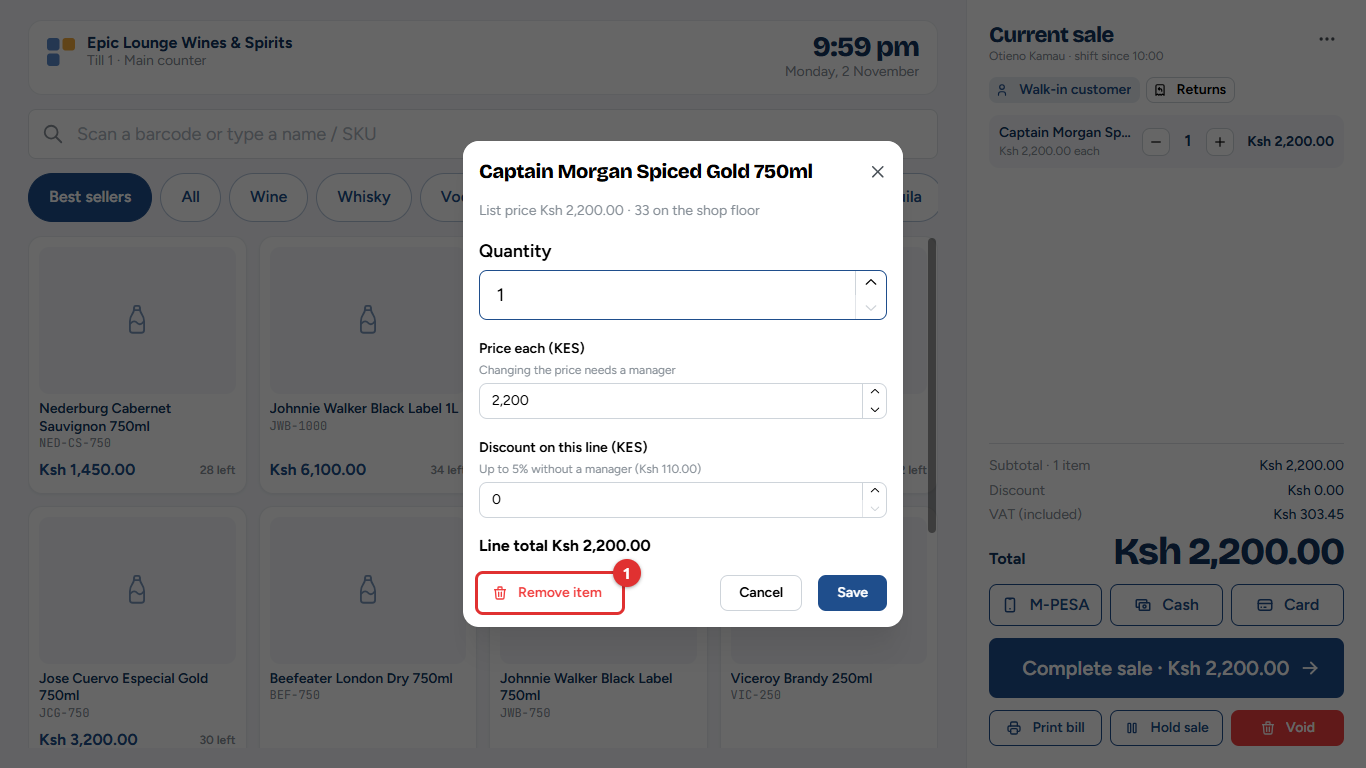 Epic Lounge Wines & Spirits
Till 1 · Main counter
9:59 pm
Monday, 2 November
Scan a barcode or type a name / SKU
Best sellers
All
Wine
Whisky
Nederburg Cabernet
Sauvignon 750ml
NED-CS-750
Ksh 1,450.00
28 left
Johnnie Walker Black Label 1L
JWB-1000
Ksh 6,100.00
34 left
left
Jose Cuervo Especial Gold
750ml
JCG-750
Ksh 3,200.00
30 left
Beefeater London Dry 750ml
BEF-750
Johnnie Walker Black Label
750ml
JWB-750
Viceroy Brandy 250ml
VIC-250
Captain Morgan Spiced Gold 750ml
List price Ksh 2,200.00 · 33 on the shop floor
Quantity
1
Price each (KES)
Changing the price needs a manager
2,200
Discount on this line (KES)
Up to 5% without a manager (Ksh 110.00)
0
Line total Ksh 2,200.00
1
Remove item
Cancel
Save
Current sale
Otieno Kamau · shift since 10:00
Walk-in customer
Returns
Captain Morgan Sp...
Ksh 2,200.00 each
1
Ksh 2,200.00
Subtotal · 1 item
Ksh 2,200.00
Discount
Ksh 0.00
VAT (included)
Ksh 303.45
Total
Ksh 2,200.00
M-PESA
Cash
Card
Complete sale · Ksh 2,200.00
Print bill
Hold sale
Void